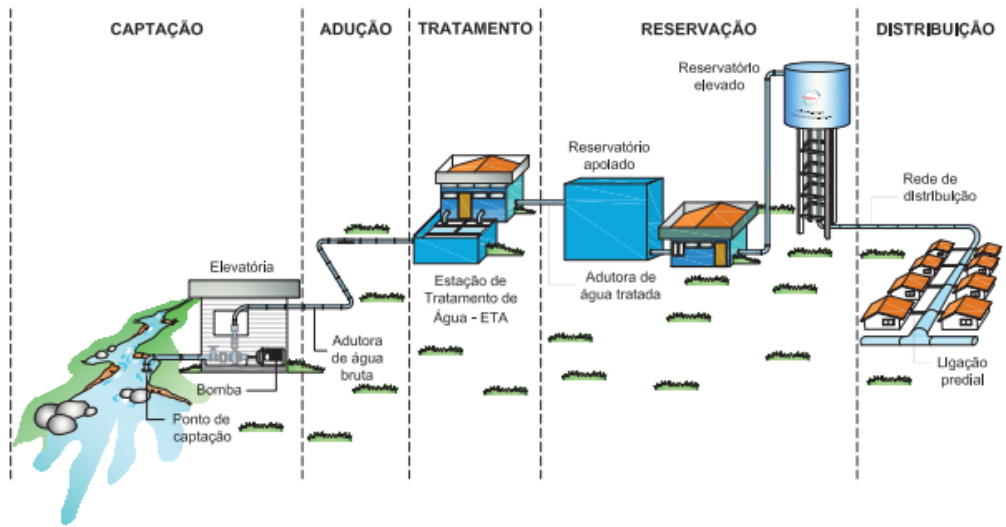 CAPTAÇÃO
ADUÇÃO
TRATAMENTO
RESERVAÇÃO
DISTRIBUIÇÃO
Reservatório
elevado
Reservatório
apoiado
Rede de
distribuição
Elevatória
Estação de
Tratamento de
Água - ETA
Adutora de
água tratada
Adutora
de água
bruta
Bomba
Ponto de
captação
Ligação
predial